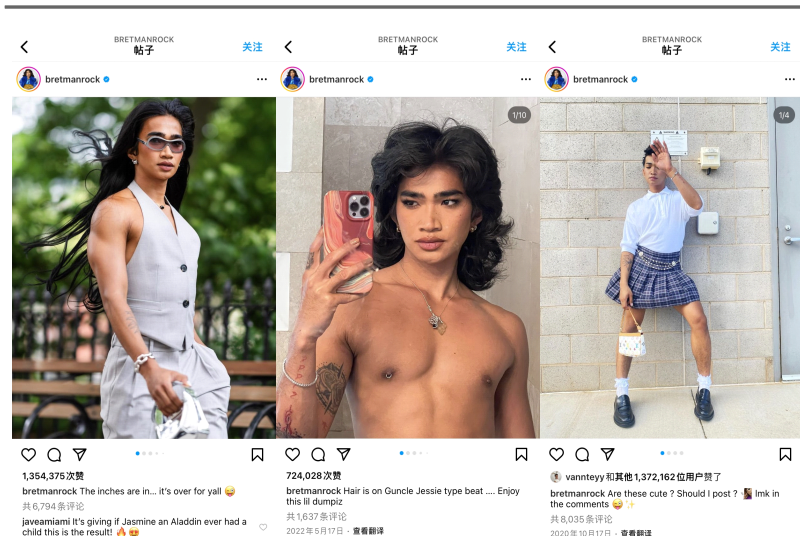 BRETMANROCK
帖子
关注
bretmanrock
1,354,375次赞
bretmanrock The inches are in... it's over for yall 😜
共6,794条评论
javeamiami It's giving if Jasmine an Aladdin ever had a
child this is the result! 🔥😍
BRETMANROCK
帖子
关注
bretmanrock
1/10
724,028次赞
bretmanrock Hair is on Guncle Jessie type beat .... Enjoy
this lil dumpiz
共1,637条评论
2022年5月17日 · 查看翻译
BRETMANROCK
帖子
关注
bretmanrock
1/4
vannteyy和其他1,372,162位用户赞了
bretmanrock Are these cute ? Should I post ? lmk in
the comments 😜✨
共8,035条评论
2020年10月17日 · 查看翻译